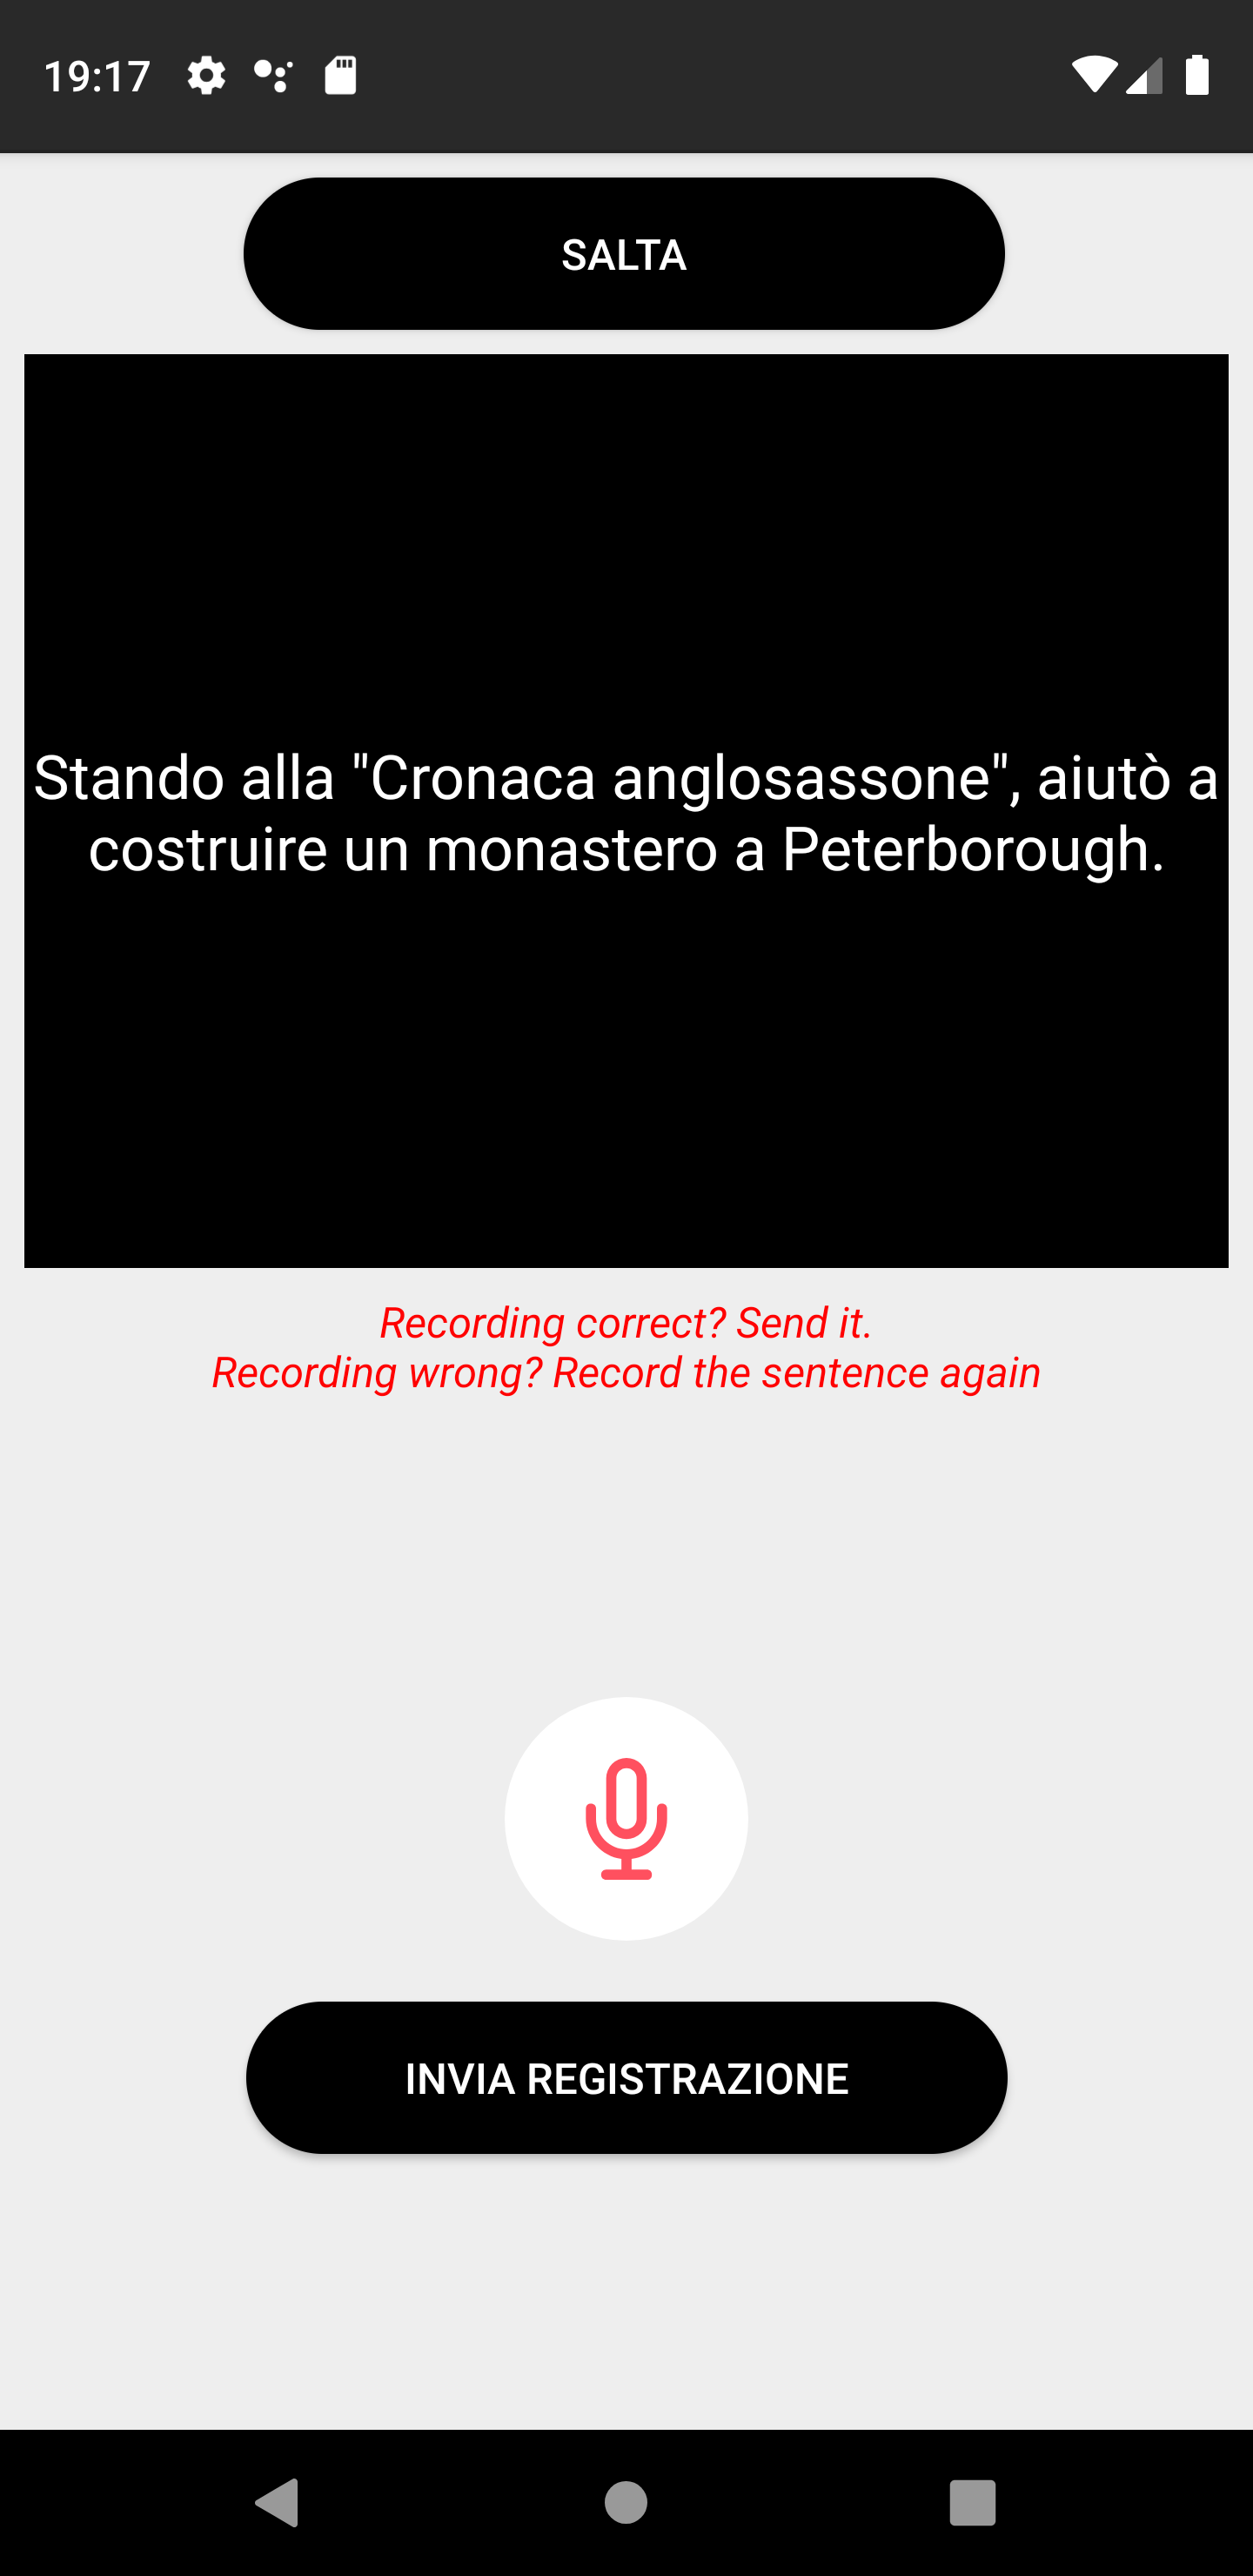 19:17
SALTA
Stando alla "Cronaca anglosassone", aiutò a
costruire un monastero a Peterborough.
Recording correct? Send it.
Recording wrong? Record the sentence again
INVIA REGISTRAZIONE